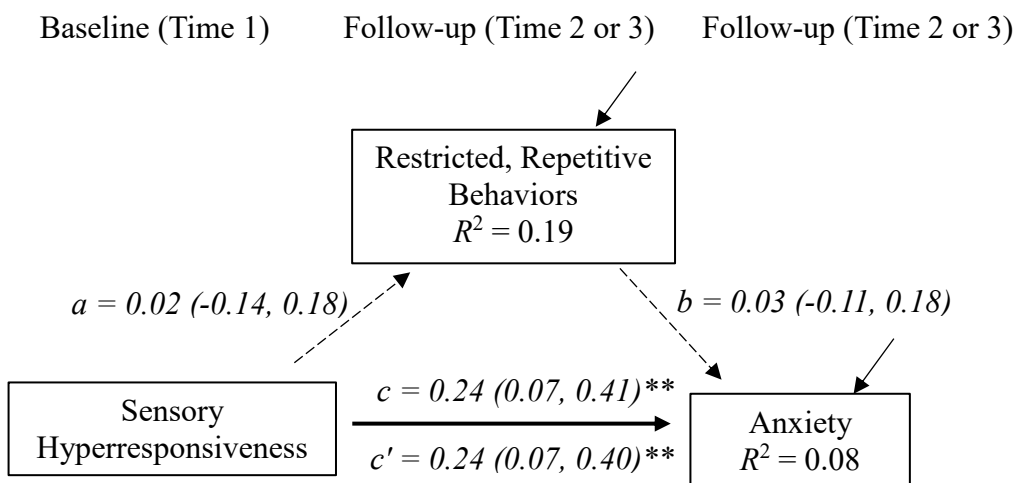 Baseline (Time 1) Follow-up (Time 2 or 3) Follow-up (Time 2 or 3)
Restricted, Repetitive
Behaviors
R² = 0.19
a = 0.02 (-0.14, 0.18)
b = 0.03 (-0.11, 0.18)
Sensory
Hyperresponsiveness
c = 0.24 (0.07, 0.41)**
c' = 0.24 (0.07, 0.40)**
Anxiety
R² = 0.08